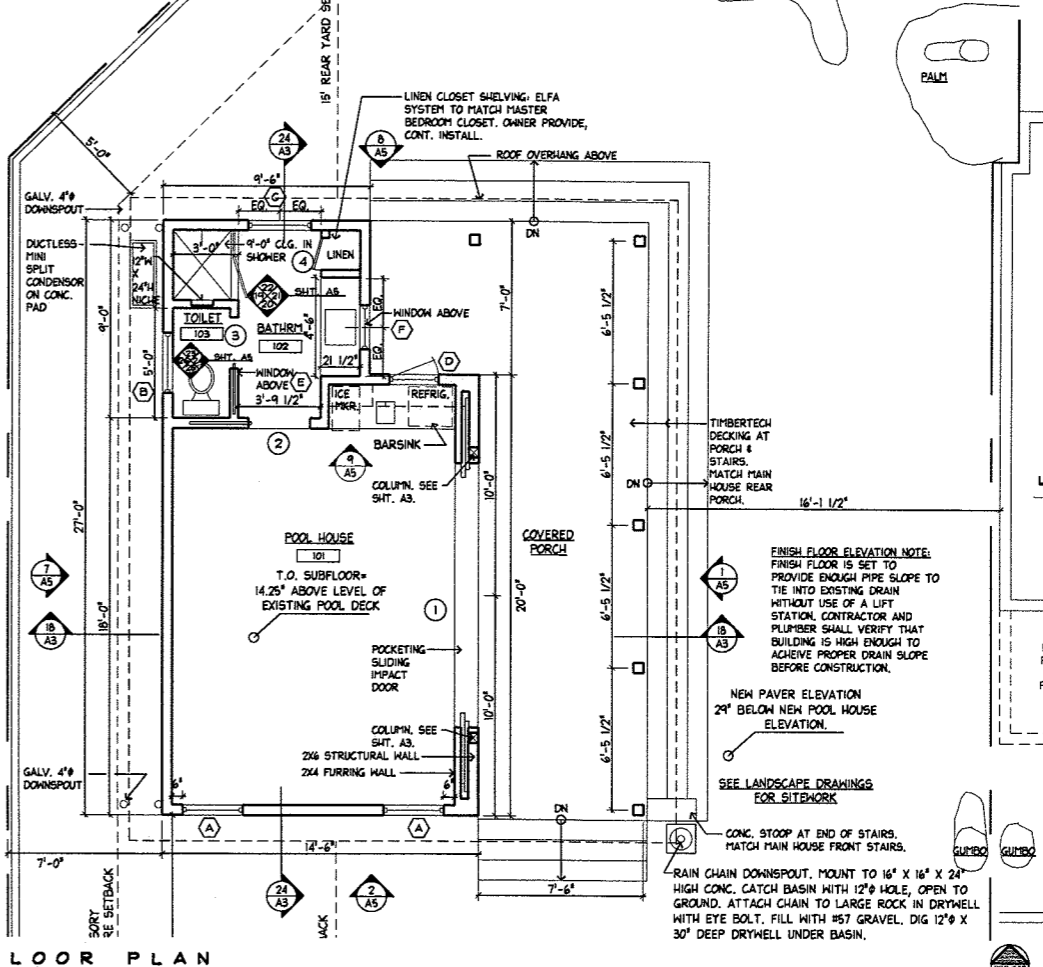 15' REAR YARD SE
PALM
LINEN CLOSET SHELVING: ELFA
SYSTEM TO MATCH MASTER
BEDROOM CLOSET. OWNER PROVIDE,
CONT. INSTALL.
24
A3
8
A5
5'-0"
ROOF OVERHANG ABOVE
9'-6"
GALV. 4"φ
DOWNSPOUT
G
EQ.
EQ.
DN
DUCTLESS
MINI
SPLIT
CONDENSOR
ON CONC.
PAD
12"W
X
24"H
NICHE
3'-0"
9'-0" CLG. IN
SHOWER
4
LINEN
22
19
21
20
SHT. A5
EQ.
7'-0"
6'-5 1/2"
9'-0"
TOILET
103
3
BATHRM
102
4'-6"
WINDOW ABOVE
F
SHT. A5
EQ.
5'-0"
21 1/2"
D
B
WINDOW
ABOVE
E
3'-9 1/2"
ICE
MKR.
REFRIG.
2
BARSINK
9
A5
COLUMN. SEE
SHT. A3.
6'-5 1/2"
TIMBERTECH
DECKING AT
PORCH &
STAIRS.
MATCH MAIN
HOUSE REAR
PORCH.
DN
16'-1 1/2"
27'-0"
10'-0"
POOL HOUSE
101
T.O. SUBFLOOR=
14.25" ABOVE LEVEL OF
EXISTING POOL DECK
COVERED
PORCH
FINISH FLOOR ELEVATION NOTE:
FINISH FLOOR IS SET TO
PROVIDE ENOUGH PIPE SLOPE TO
TIE INTO EXISTING DRAIN
WITHOUT USE OF A LIFT
STATION. CONTRACTOR AND
PLUMBER SHALL VERIFY THAT
BUILDING IS HIGH ENOUGH TO
ACHEIVE PROPER DRAIN SLOPE
BEFORE CONSTRUCTION.
7
A5
1
A5
18
A3
18'-0"
1
20'-0"
6'-5 1/2"
18
A3
POCKETING
SLIDING
IMPACT
DOOR
10'-0"
NEW PAVER ELEVATION
29" BELOW NEW POOL HOUSE
ELEVATION.
COLUMN. SEE
SHT. A3.
2X6 STRUCTURAL WALL
2X4 FURRING WALL
6'-5 1/2"
GALV. 4"φ
DOWNSPOUT
6"
6"
SEE LANDSCAPE DRAWINGS
FOR SITEWORK
A
A
DN
CONC. STOOP AT END OF STAIRS.
MATCH MAIN HOUSE FRONT STAIRS.
GUMBO
GUMBO
7'-0"
14'-6"
RAIN CHAIN DOWNSPOUT. MOUNT TO 16" X 16" X 24"
HIGH CONC. CATCH BASIN WITH 12"φ HOLE, OPEN TO
GROUND. ATTACH CHAIN TO LARGE ROCK IN DRYWELL
WITH EYE BOLT. FILL WITH #57 GRAVEL. DIG 12"φ X
30" DEEP DRYWELL UNDER BASIN.
24
A3
2
A5
7'-6"
SORY
RE SETBACK
JACK
LOOR PLAN